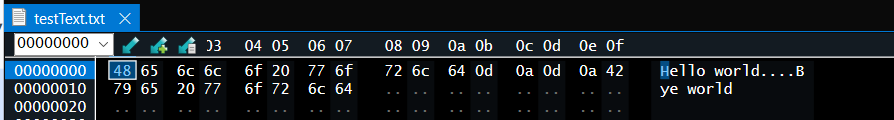 testText.txt
00000000 03 04 05 06 07 08 09 0a 0b 0c 0d 0e 0f
00000000 48 65 6c 6c 6f 20 77 6f 72 6c 64 0d 0a 0d 0a 42 Hello world....B
00000010 79 65 20 77 6f 72 6c 64 .. .. .. .. .. .. .. .. ye world
00000020 .. .. .. .. .. .. .. .. .. .. .. .. .. .. .. ..